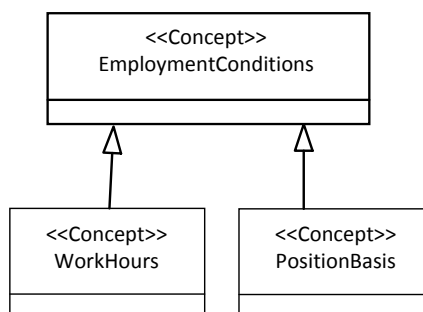 <<Concept>>
EmploymentConditions
<<Concept>>
WorkHours
<<Concept>>
PositionBasis